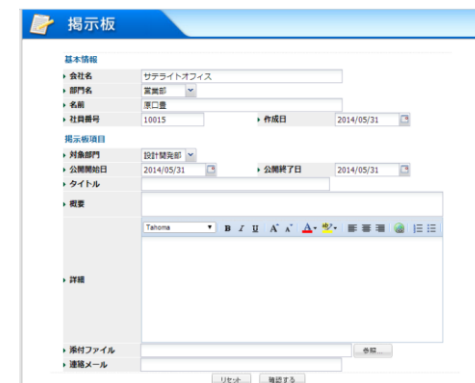 掲示板
基本情報
会社名 サテライトオフィス
部門名 営業部
名前 原口豊
社員番号 10015 作成日 2014/05/31
掲示板項目
対象部門 設計開発部
公開開始日 2014/05/31 公開終了日 2014/05/31
タイトル
概要
Tahoma B I U A A A ab
詳細
添付ファイル 参照...
連絡メール
リセット 確認する